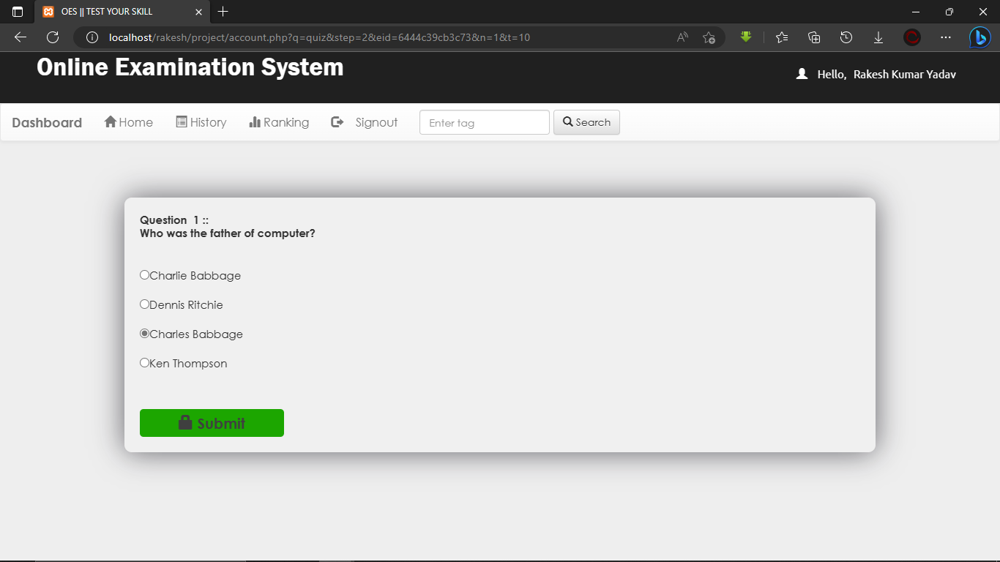 OES || TEST YOUR SKILL
localhost/rakesh/project/account.php?q=quiz&step=2&eid=6444c39cb3c73&n=1&t=10
Online Examination System
Hello, Rakesh Kumar Yadav
Dashboard Home History Ranking Signout Enter tag Search
Question 1 ::
Who was the father of computer?
Charlie Babbage
Dennis Ritchie
Charles Babbage
Ken Thompson
Submit